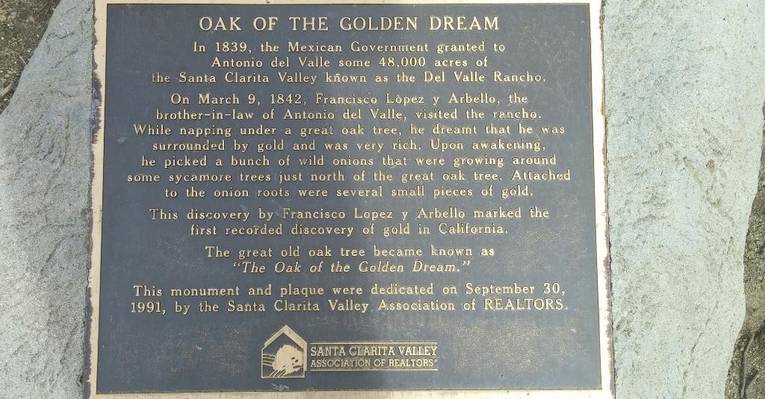 OAK OF THE GOLDEN DREAM
In 1839, the Mexican Government granted to
Antonio del Valle some 48,000 acres of
the Santa Clarita Valley known as the Del Valle Rancho.
On March 9, 1842, Francisco López y Arbello, the
brother-in-law of Antonio del Valle, visited the rancho.
While napping under a great oak tree, he dreamt that he was
surrounded by gold and was very rich. Upon awakening,
he picked a bunch of wild onions that were growing around
some sycamore trees just north of the great oak tree. Attached
to the onion roots were several small pieces of gold.
This discovery by Francisco Lopez y Arbello marked the
first recorded discovery of gold in California.
The great old oak tree became known as
"The Oak of the Golden Dream."
This monument and plaque were dedicated on September 30,
1991, by the Santa Clarita Valley Association of REALTORS.
SANTA CLARITA VALLEY
ASSOCIATION OF REALTORS®